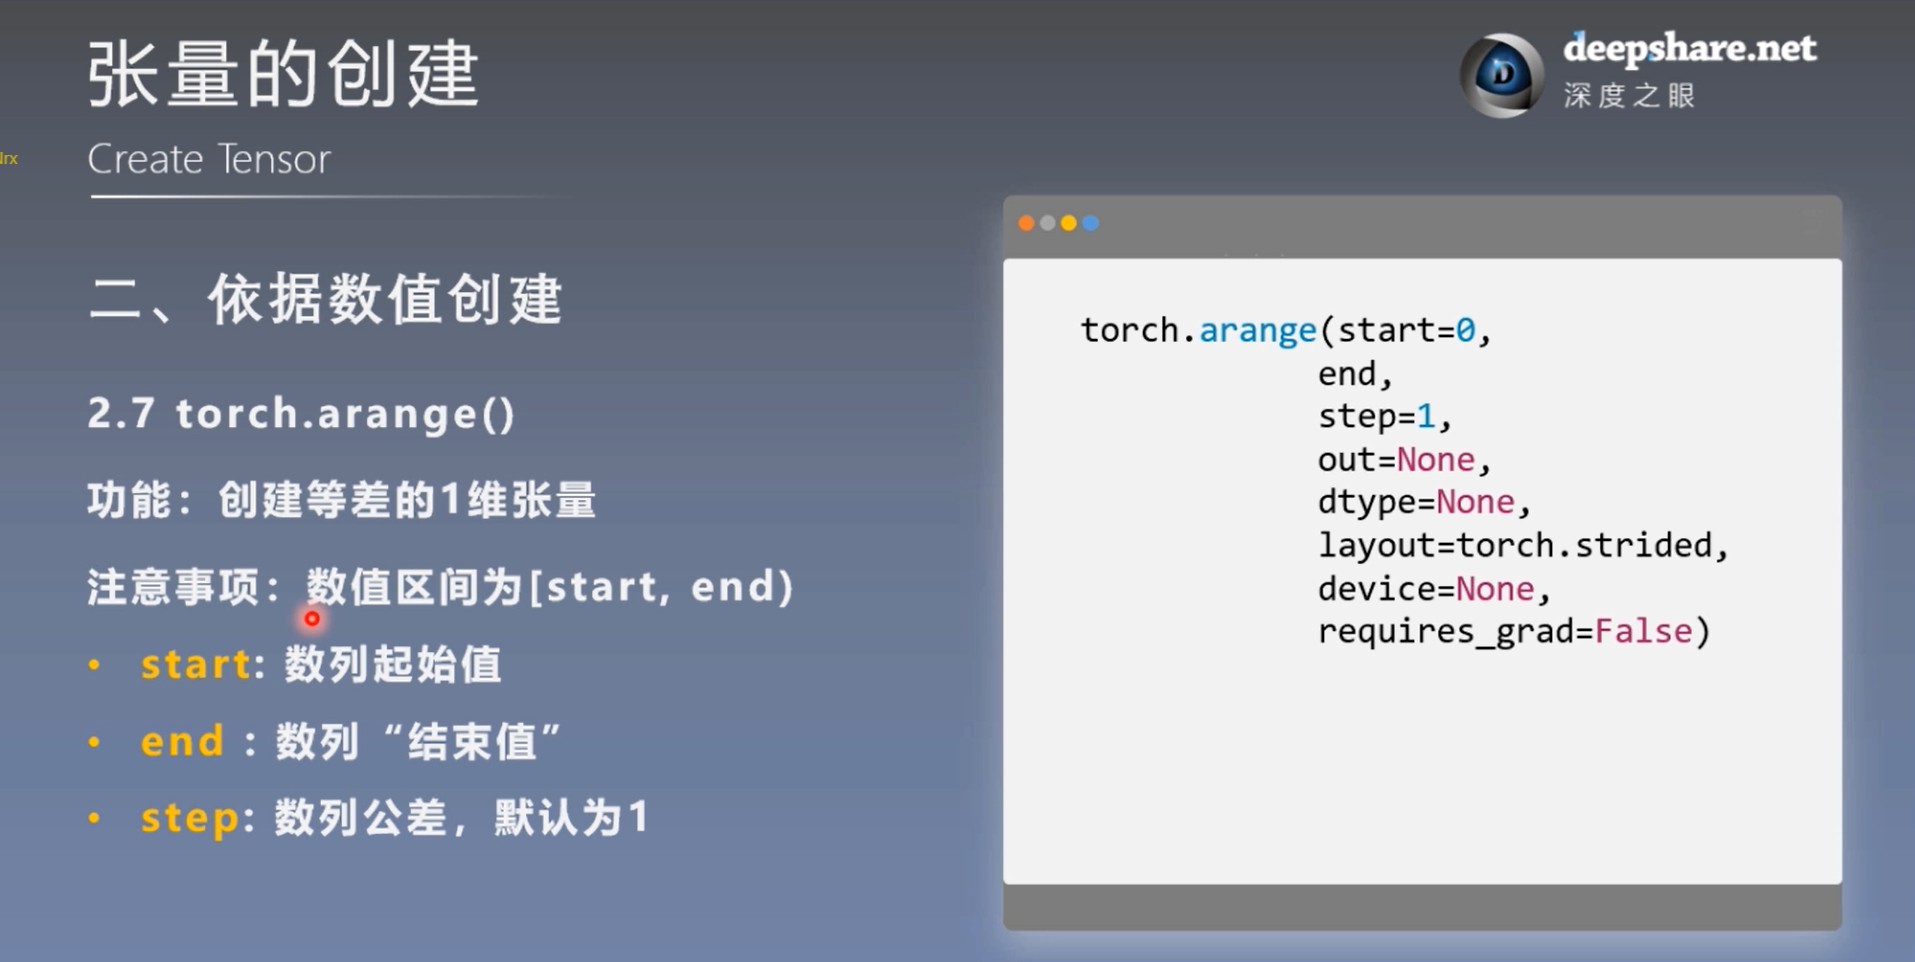 张量的创建
Create Tensor
deepshare.net
深度之眼
二、依据数值创建
2.7 torch.arange()
功能：创建等差的1维张量
注意事项：数值区间为[start, end)
• start: 数列起始值
• end : 数列“结束值”
• step: 数列公差，默认为1
torch.arange(start=0,
end,
step=1,
out=None,
dtype=None,
layout=torch.strided,
device=None,
requires_grad=False)